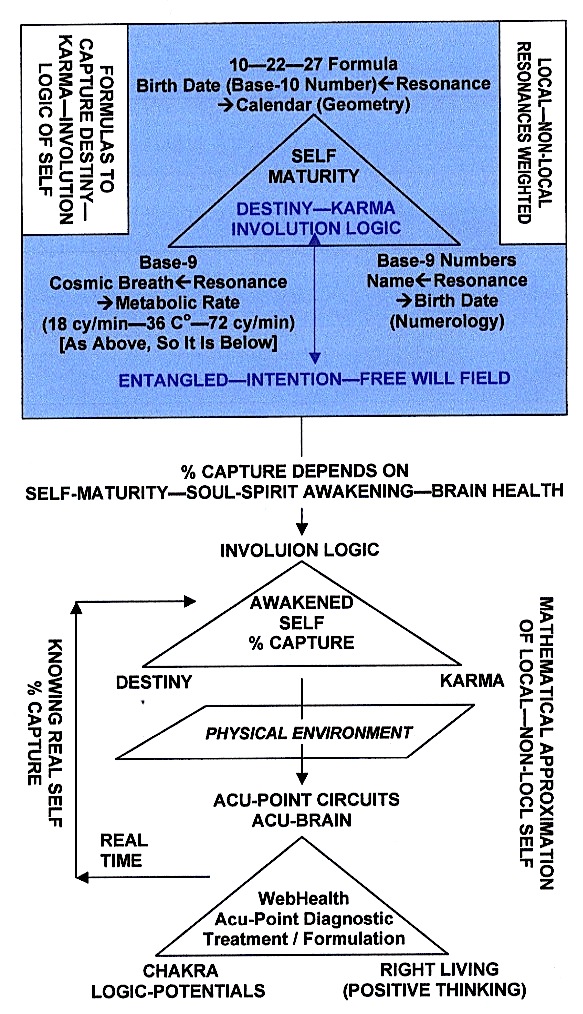 FORMULAS TO
CAPTURE DESTINY—
KARMA—INVOLUTION
LOGIC OF SELF
LOCAL—NON-LOCAL
RESONANCES WEIGHTED
10—22—27 Formula
Birth Date (Base-10 Number)←Resonance
→Calendar (Geometry)
SELF
MATURITY
DESTINY—KARMA
INVOLUTION LOGIC
Base-9
Cosmic Breath←Resonance
→Metabolic Rate
(18 cy/min—36 C°—72 cy/min)
[As Above, So It Is Below]
Base-9 Numbers
Name←Resonance
→Birth Date
(Numerology)
ENTANGLED—INTENTION—FREE WILL FIELD
% CAPTURE DEPENDS ON
SELF-MATURITY—SOUL-SPIRIT AWAKENING—BRAIN HEALTH
INVOLUION LOGIC
AWAKENED
SELF
% CAPTURE
DESTINY
KARMA
KNOWING REAL SELF
% CAPTURE
MATHEMATICAL APPROXIMATION
OF LOCAL—NON-LOCL SELF
PHYSICAL ENVIRONMENT
ACU-POINT CIRCUITS
ACU-BRAIN
REAL
TIME
WebHealth
Acu-Point Diagnostic
Treatment / Formulation
CHAKRA
LOGIC-POTENTIALS
RIGHT LIVING
(POSITIVE THINKING)